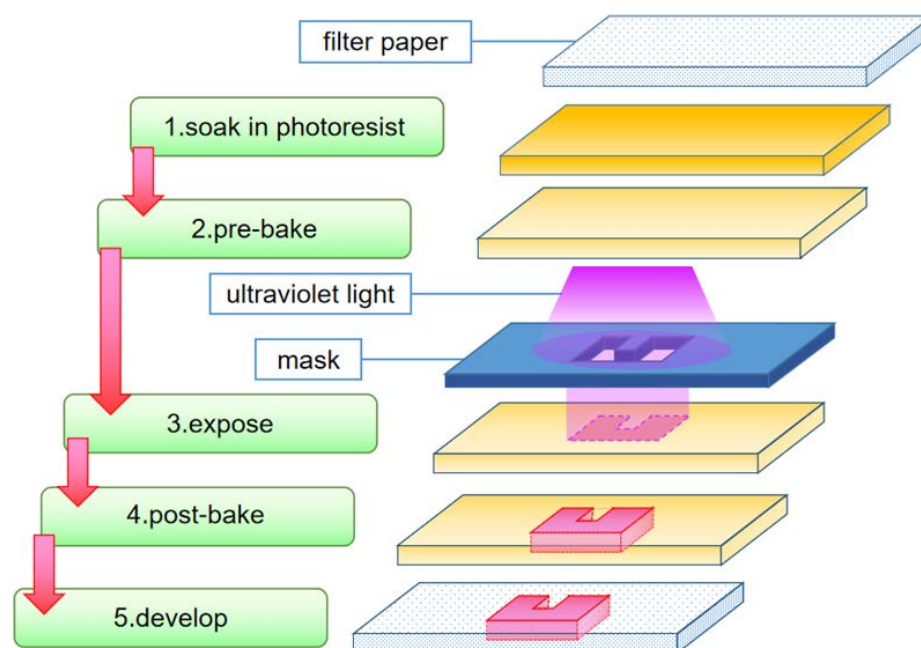 filter paper
1.soak in photoresist
2.pre-bake
ultraviolet light
mask
3.expose
4.post-bake
5.develop